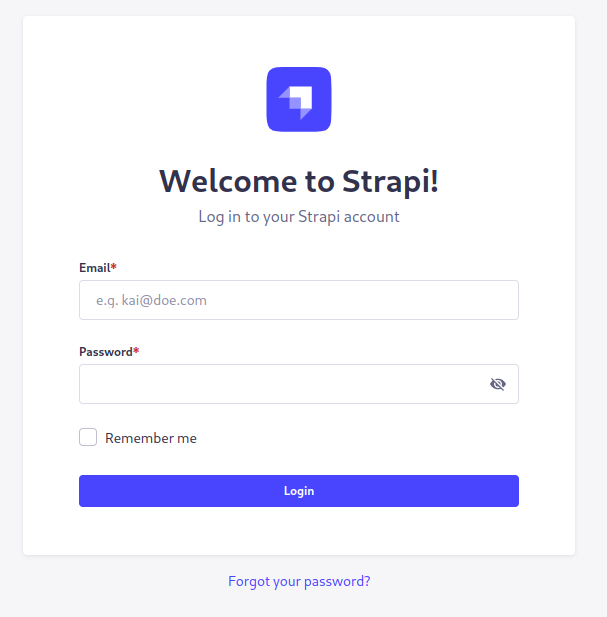 Welcome to Strapi!
Log in to your Strapi account
Email*
e.g. kai@doe.com
Password*
Remember me
Login
Forgot your password?